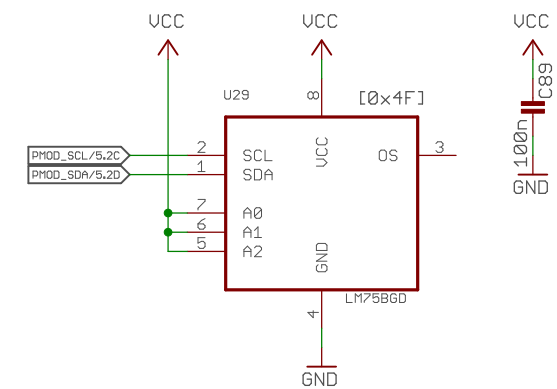 VCC VCC VCC
U29 8 [0x4F] C89
100n
PMOD_SCL/5.2C 2 SCL VCC OS 3
PMOD_SDA/5.2D 1 SDA
GND
7 A0
6 A1
5 A2 GND
LM75BGD
4
GND